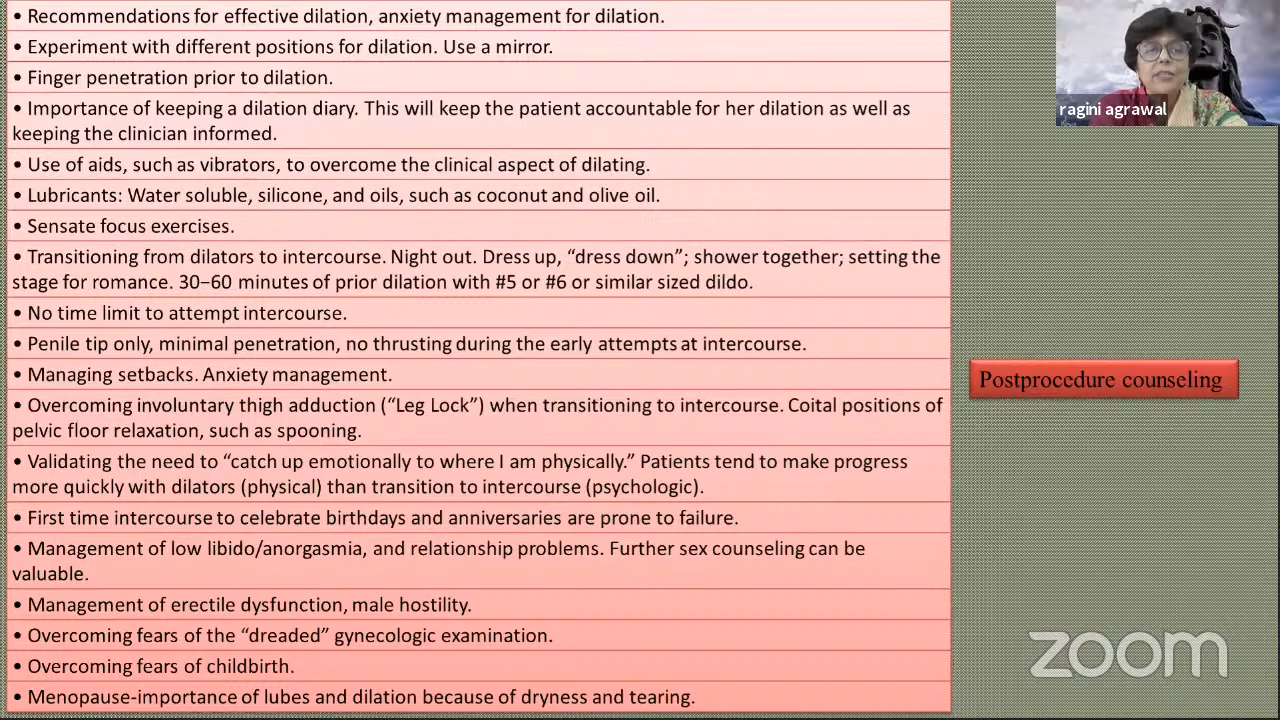 • Recommendations for effective dilation, anxiety management for dilation.
• Experiment with different positions for dilation. Use a mirror.
• Finger penetration prior to dilation.
• Importance of keeping a dilation diary. This will keep the patient accountable for her dilation as well as
keeping the clinician informed.
• Use of aids, such as vibrators, to overcome the clinical aspect of dilating.
• Lubricants: Water soluble, silicone, and oils, such as coconut and olive oil.
• Sensate focus exercises.
• Transitioning from dilators to intercourse. Night out. Dress up, “dress down”; shower together; setting the
stage for romance. 30–60 minutes of prior dilation with #5 or #6 or similar sized dildo.
• No time limit to attempt intercourse.
• Penile tip only, minimal penetration, no thrusting during the early attempts at intercourse.
• Managing setbacks. Anxiety management.
• Overcoming involuntary thigh adduction (“Leg Lock”) when transitioning to intercourse. Coital positions of
pelvic floor relaxation, such as spooning.
• Validating the need to “catch up emotionally to where I am physically.” Patients tend to make progress
more quickly with dilators (physical) than transition to intercourse (psychologic).
• First time intercourse to celebrate birthdays and anniversaries are prone to failure.
• Management of low libido/anorgasmia, and relationship problems. Further sex counseling can be
valuable.
• Management of erectile dysfunction, male hostility.
• Overcoming fears of the “dreaded” gynecologic examination.
• Overcoming fears of childbirth.
• Menopause-importance of lubes and dilation because of dryness and tearing.
ragini agrawal
Postprocedure counseling
zoom